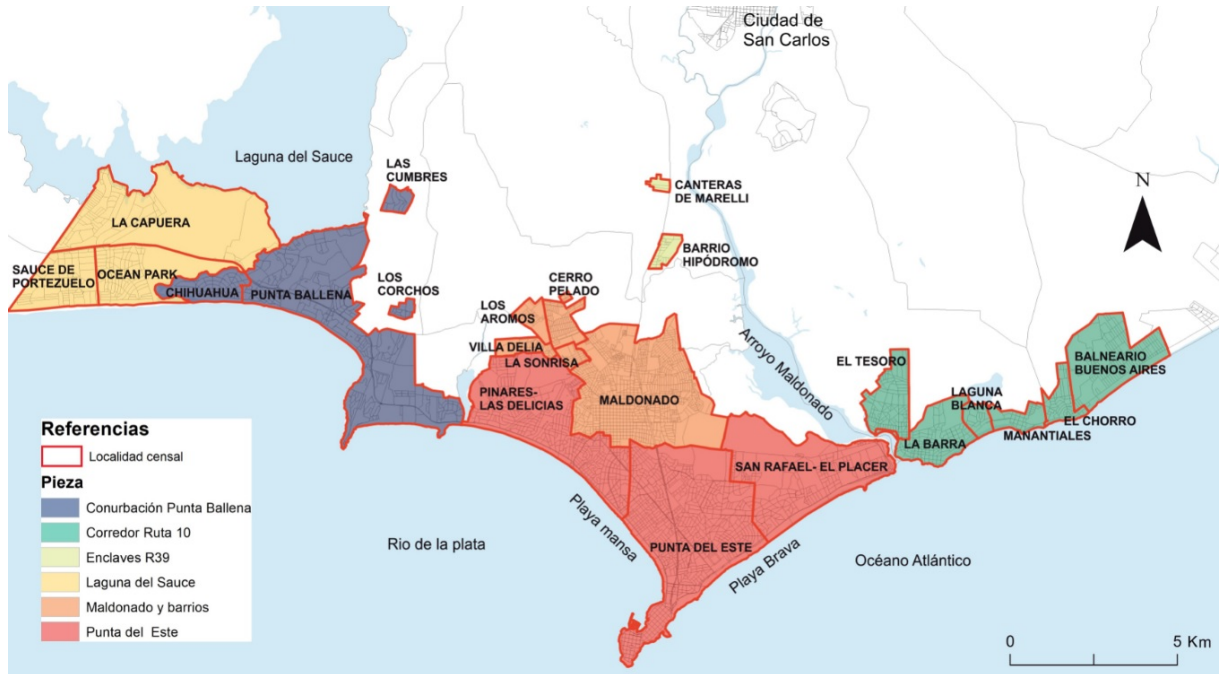 Ciudad de
San Carlos
Laguna del Sauce
LAS
CUMBRES
CANTERAS
DE MARELLI
N
LA CAPUERA
BARRIO
HIPÓDROMO
SAUCE DE
PORTEZUELO
OCEAN PARK
CHIHUAHUA
PUNTA BALLENA
LOS
CORCHOS
CERRO
PELADO
LOS
AROMOS
VILLA DELIA
LA SONRISA
Arroyo Maldonado
EL TESORO
BALNEARIO
BUENOS AIRES
LAGUNA
BLANCA
PINARES-
LAS DELICIAS
MALDONADO
EL CHORRO
LA BARRA
MANANTIALES
SAN RAFAEL- EL PLACER
Playa mansa
Rio de la plata
PUNTA DEL ESTE
Playa Brava
Océano Atlántico
Referencias
Localidad censal
Pieza
Conurbación Punta Ballena
Corredor Ruta 10
Enclaves R39
Laguna del Sauce
Maldonado y barrios
Punta del Este
0 5 Km